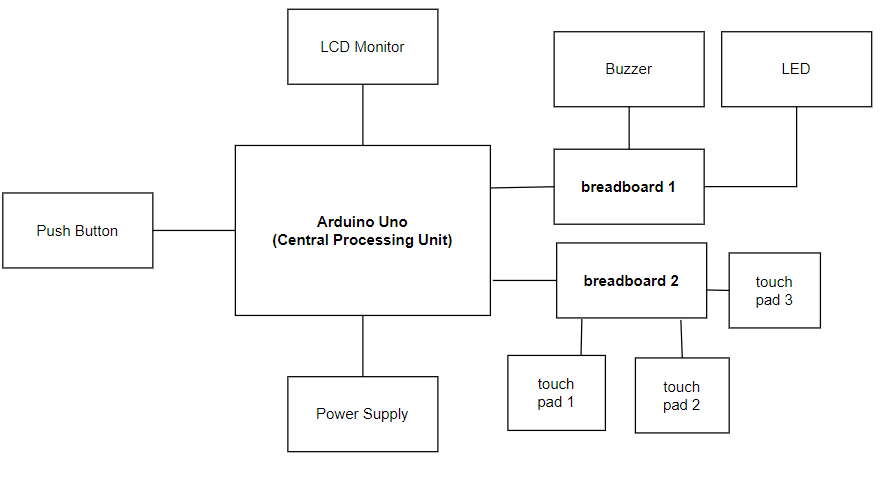 LCD Monitor
Buzzer
LED
breadboard 1
Push Button
Arduino Uno
(Central Processing Unit)
breadboard 2
touch
pad 3
touch
pad 1
touch
pad 2
Power Supply